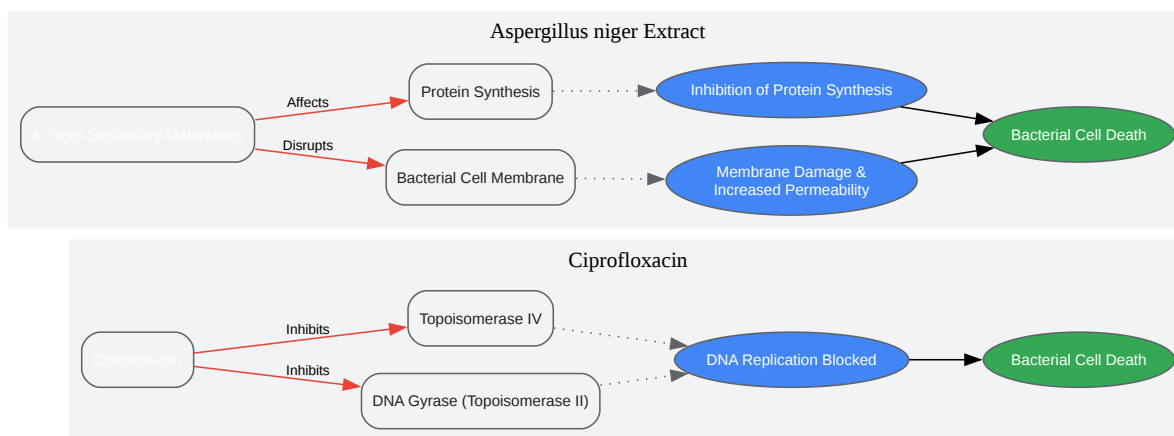 Aspergillus niger Extract
A. niger Secondary Metabolites
Affects
Disrupts
Protein Synthesis
Bacterial Cell Membrane
Inhibition of Protein Synthesis
Membrane Damage &
Increased Permeability
Bacterial Cell Death
Ciprofloxacin
Ciprofloxacin
Inhibits
Inhibits
Topoisomerase IV
DNA Gyrase (Topoisomerase II)
DNA Replication Blocked
Bacterial Cell Death